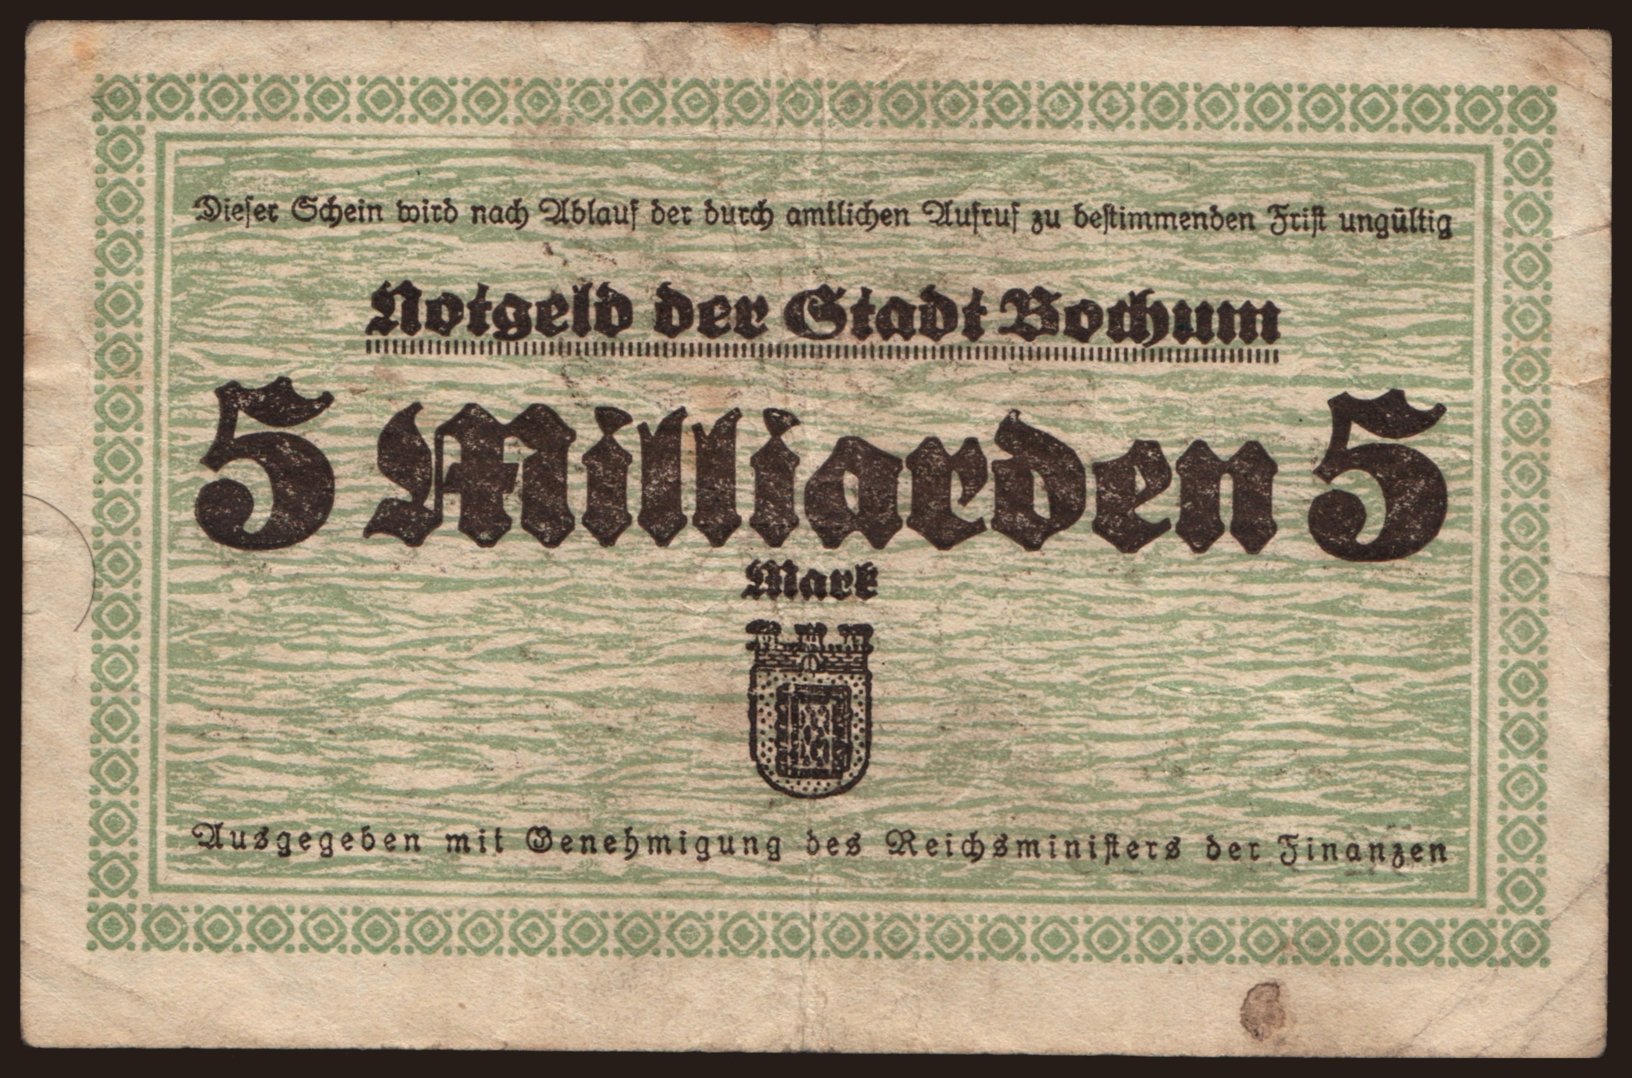 Dieser Schein wird nach Ablauf der durch amtlichen Aufruf zu bestimmenden Frist ungültig
Notgeld der Stadt Bochum
5 Milliarden 5
Mark
Ausgegeben mit Genehmigung des Reichsministers der Finanzen